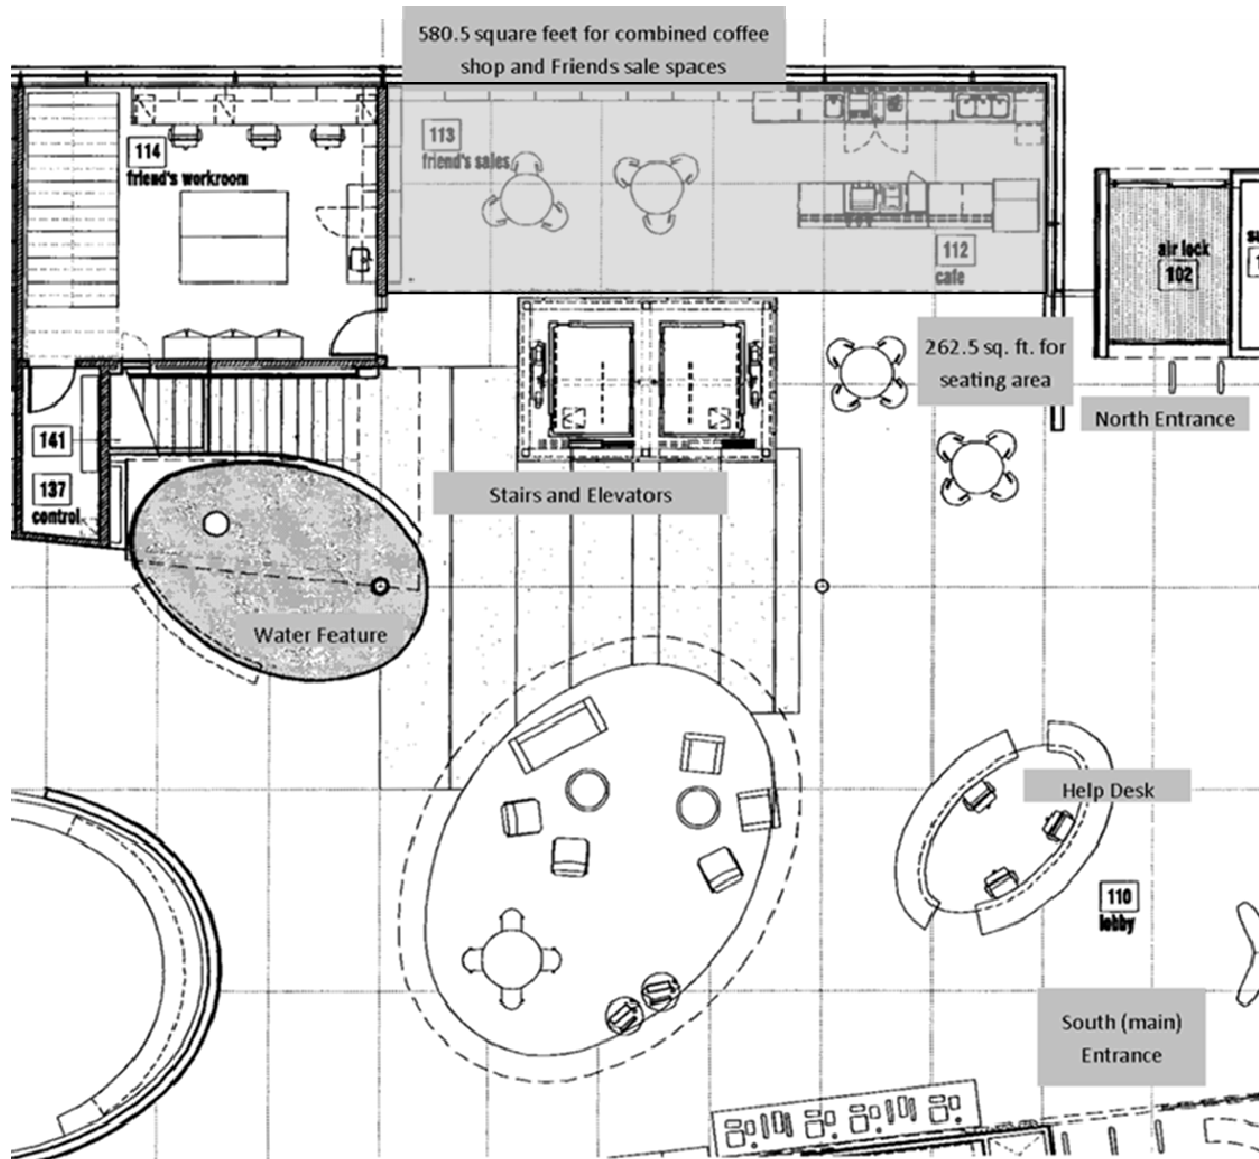 580.5 square feet for combined coffee
shop and Friends sale spaces
113
friend's sales
114
friend's workroom
112
cafe
air lock
102
262.5 sq. ft. for
seating area
North Entrance
141
137
control
Stairs and Elevators
Water Feature
Help Desk
110
lobby
South (main)
Entrance